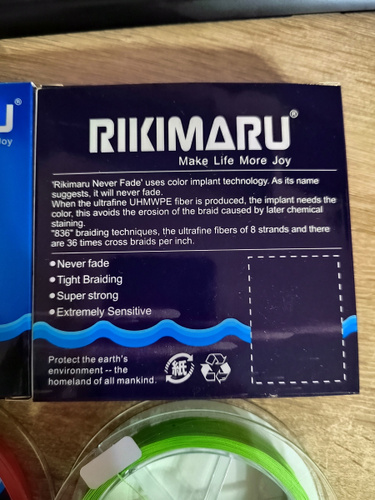 U®
oy
RIKIMARU®
Make Life More Joy
'Rikimaru Never Fade' uses color implant technology. As its name
suggests, it will never fade.
When the ultrafine UHMWPE fiber is produced, the implant needs the
color, this avoids the erosion of the braid caused by later chemical
staining.
"836" braiding techniques, the ultrafine fibers of 8 strands and there
are 36 times cross braids per inch.
●Never fade
●Tight Braiding
●Super strong
●Extremely Sensitive
Protect the earth's
environment -- the
homeland of all mankind.
紙